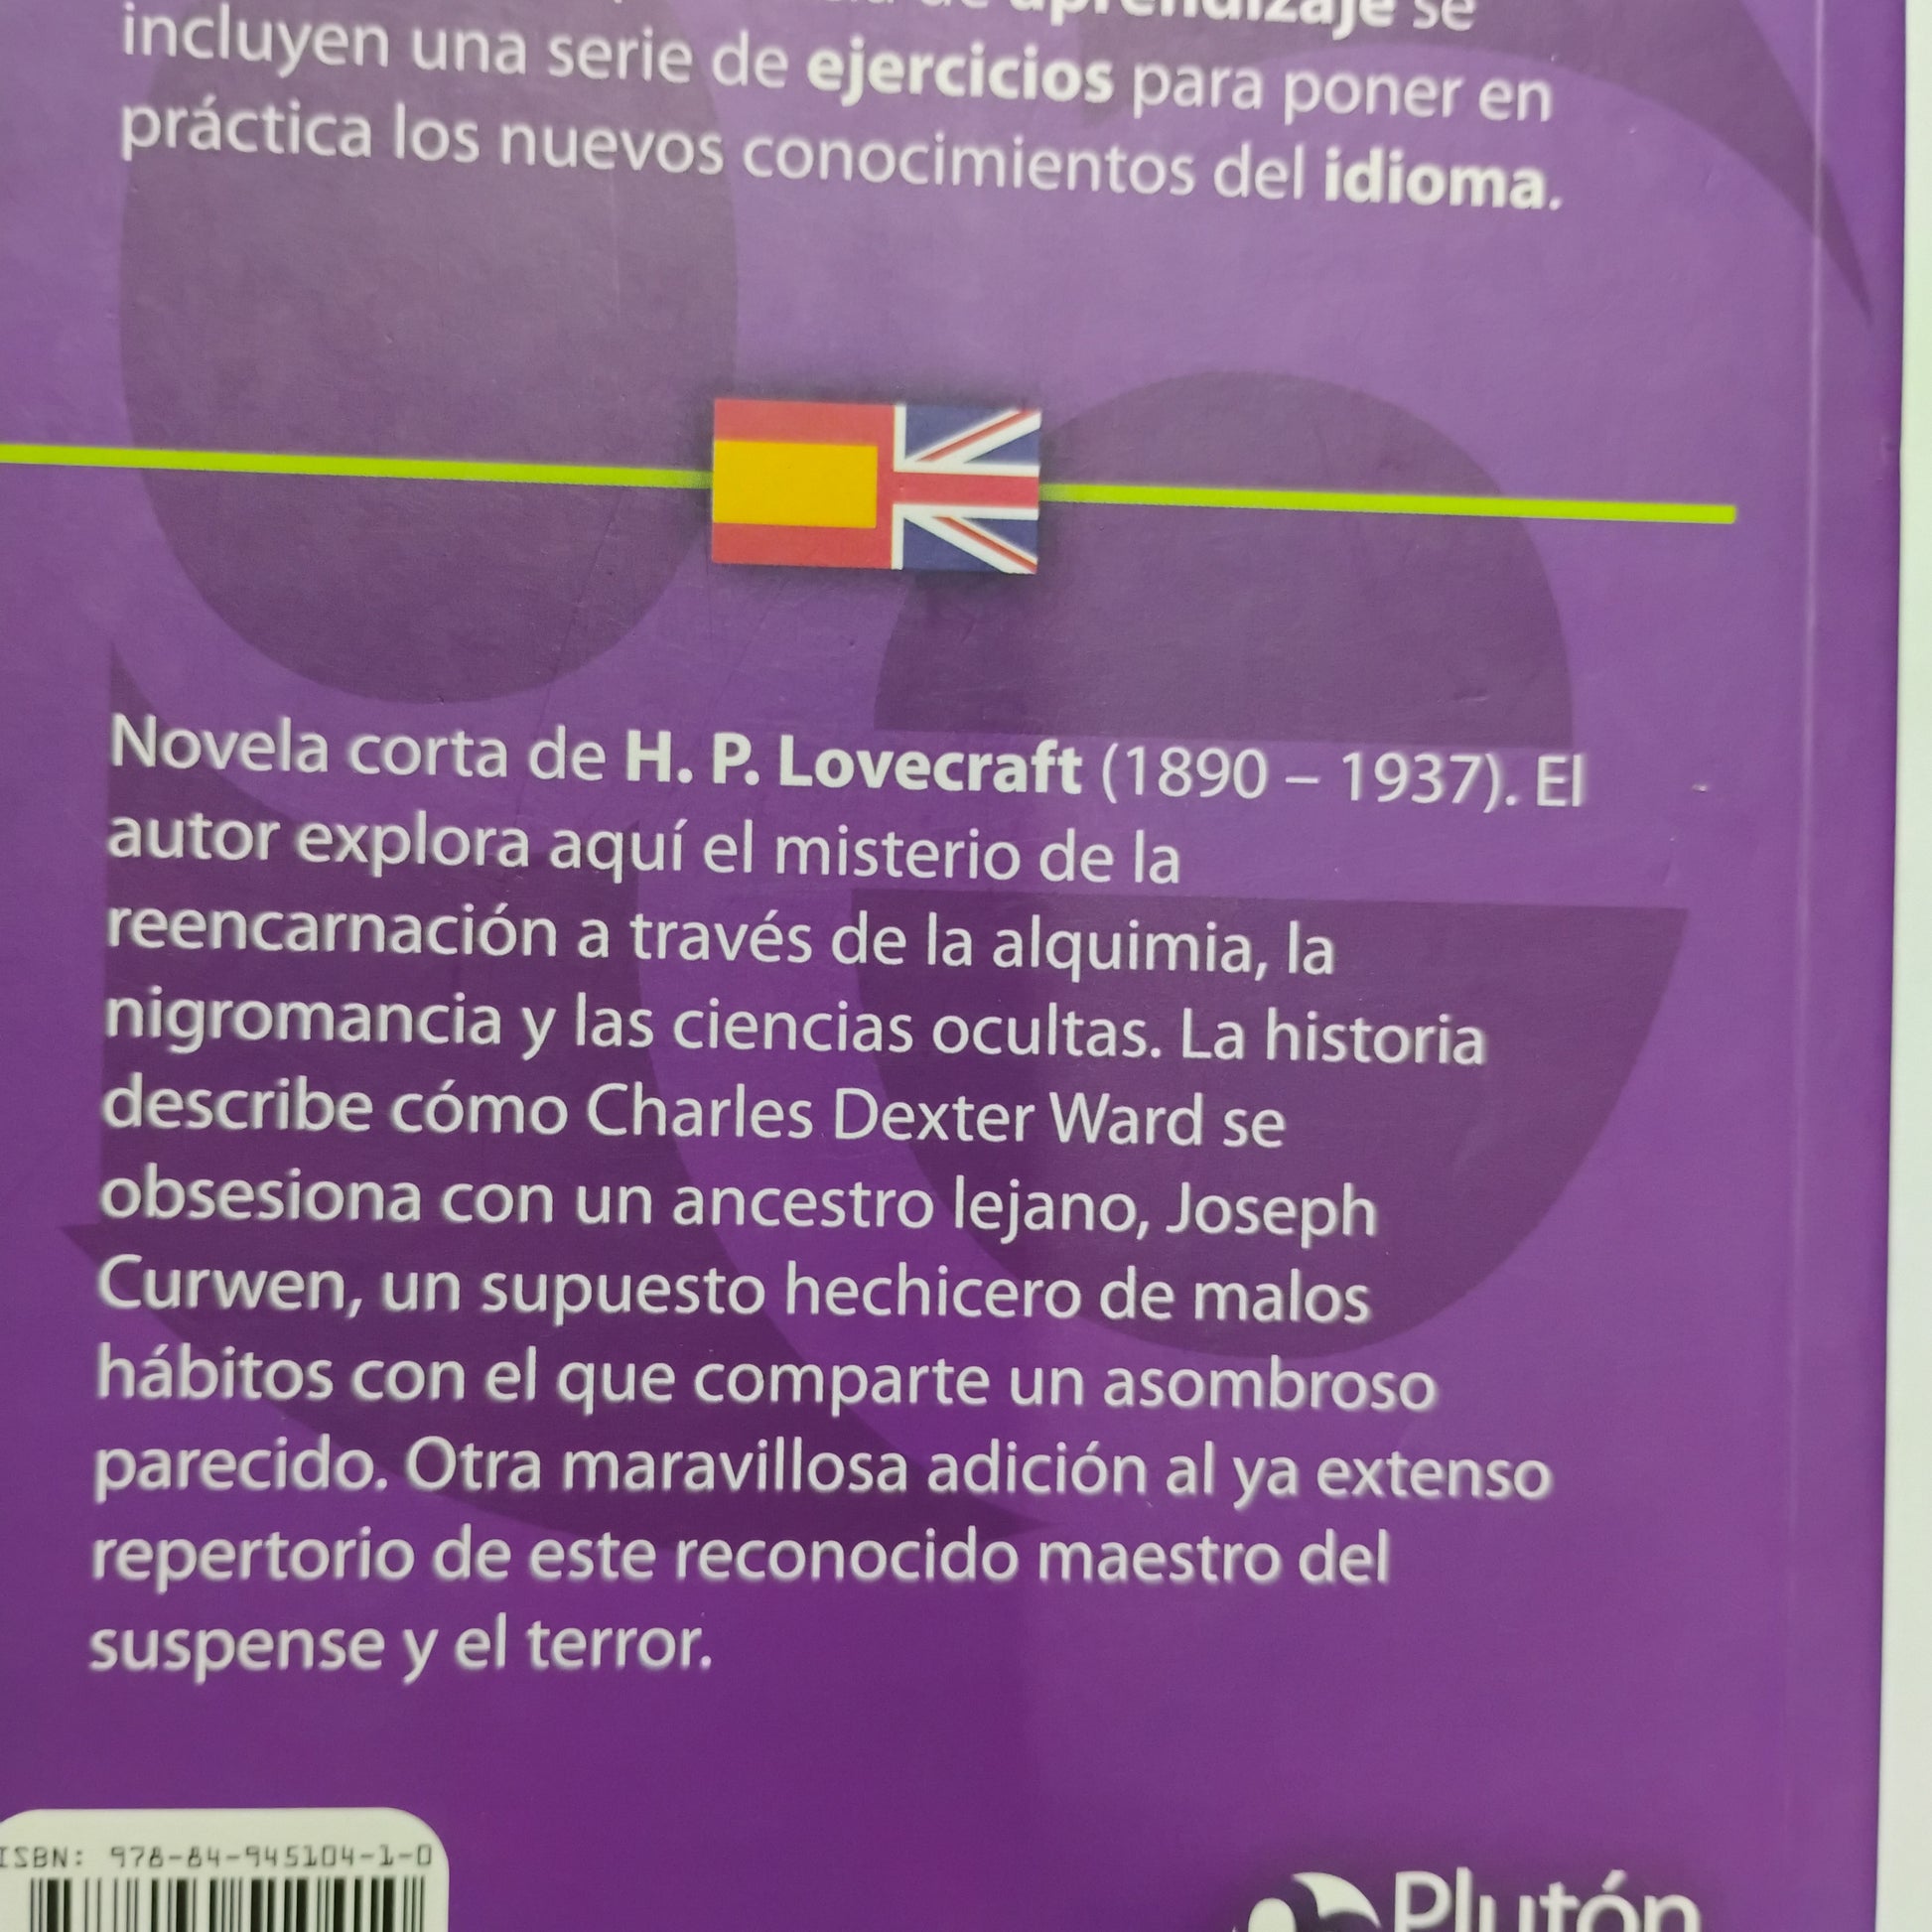 aprendizaje se
incluyen una serie de ejercicios para poner en
práctica los nuevos conocimientos del idioma.
Novela corta de H. P. Lovecraft (1890 – 1937). El
autor explora aquí el misterio de la
reencarnación a través de la alquimia, la
nigromancia y las ciencias ocultas. La historia
describe cómo Charles Dexter Ward se
obsesiona con un ancestro lejano, Joseph
Curwen, un supuesto hechicero de malos
hábitos con el que comparte un asombroso
parecido. Otra maravillosa adición al ya extenso
repertorio de este reconocido maestro del
suspense y el terror.
ISBN: 978-84-945104-1-0
Plutón